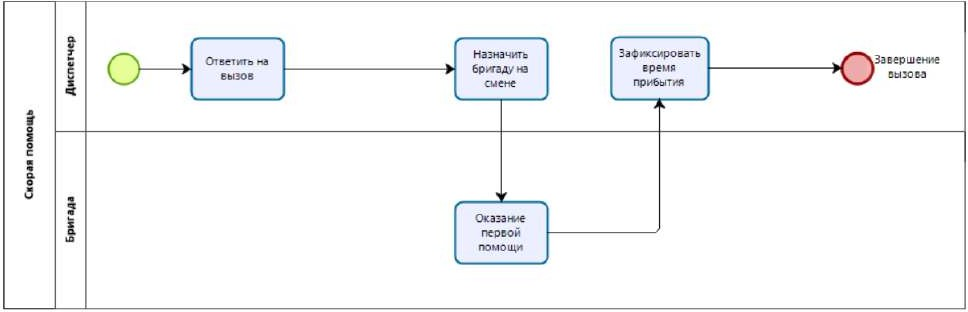 Скорая помощь
Диспетчер
Ответить на
вызов
Назначить
бригаду на
смене
Зафиксировать
время
прибытия
Завершение
вызова
Бригада
Оказание
первой
помощи